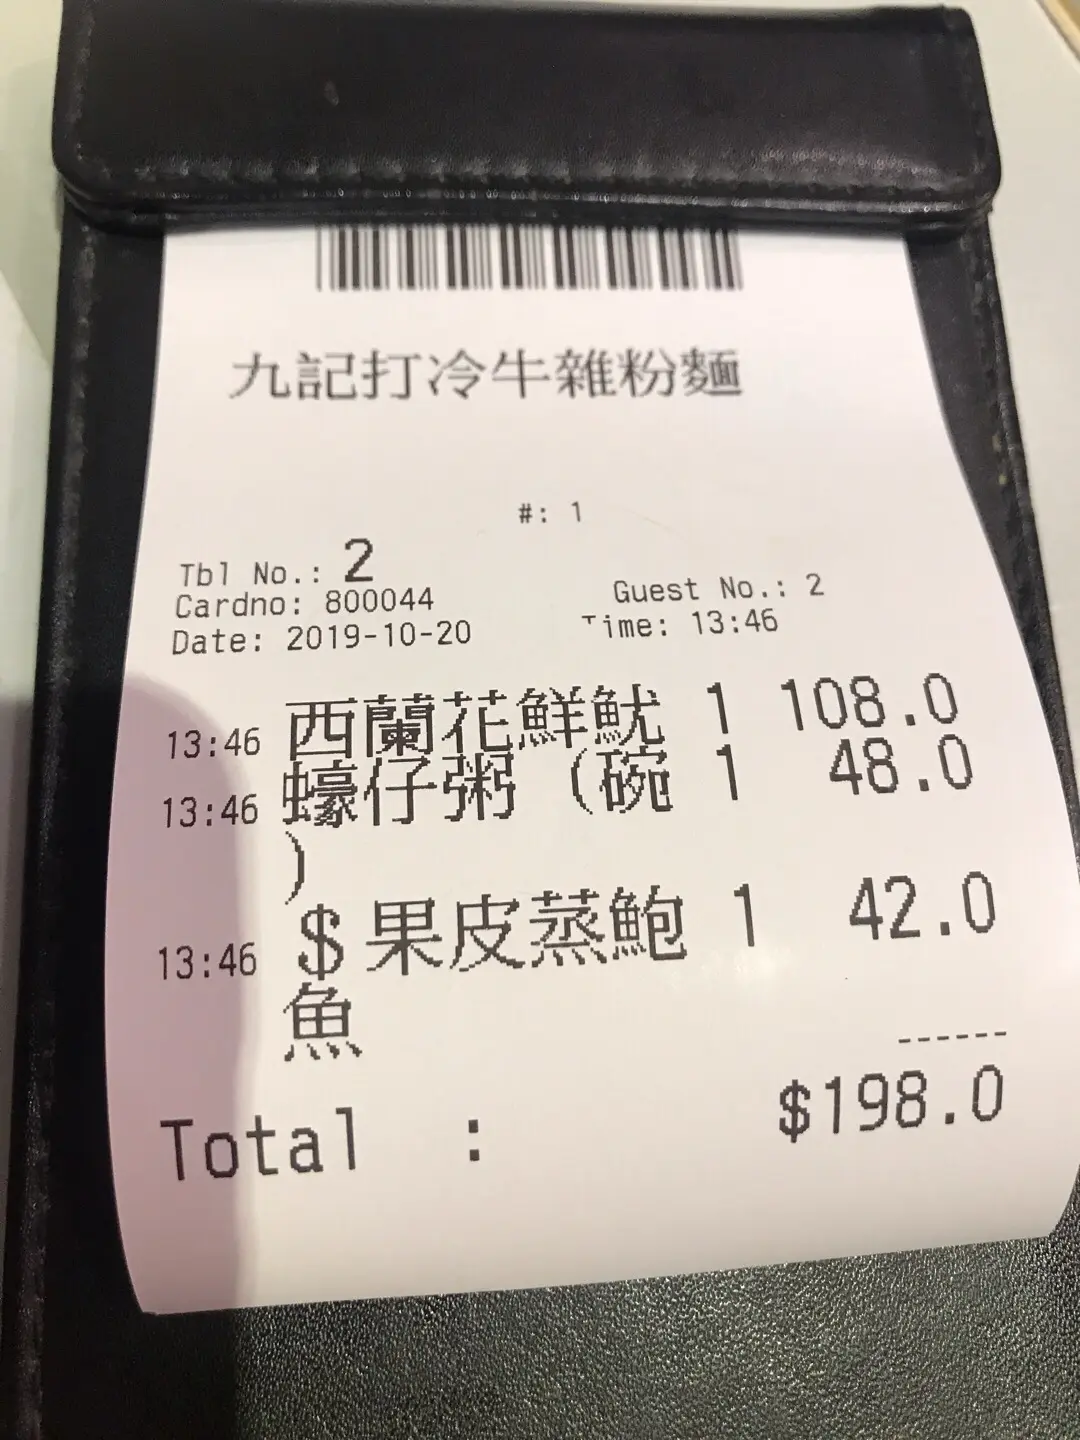 九記打冷牛雜粉麵
#: 1
Tbl No.: 2
Cardno: 800044 Guest No.: 2
Date: 2019-10-20 Time: 13:46
13:46 西蘭花鮮魷 1 108.0
13:46 蠔仔粥（碗 1 48.0
）
13:46 $果皮蒸鮑 1 42.0
魚
------
Total : $198.0